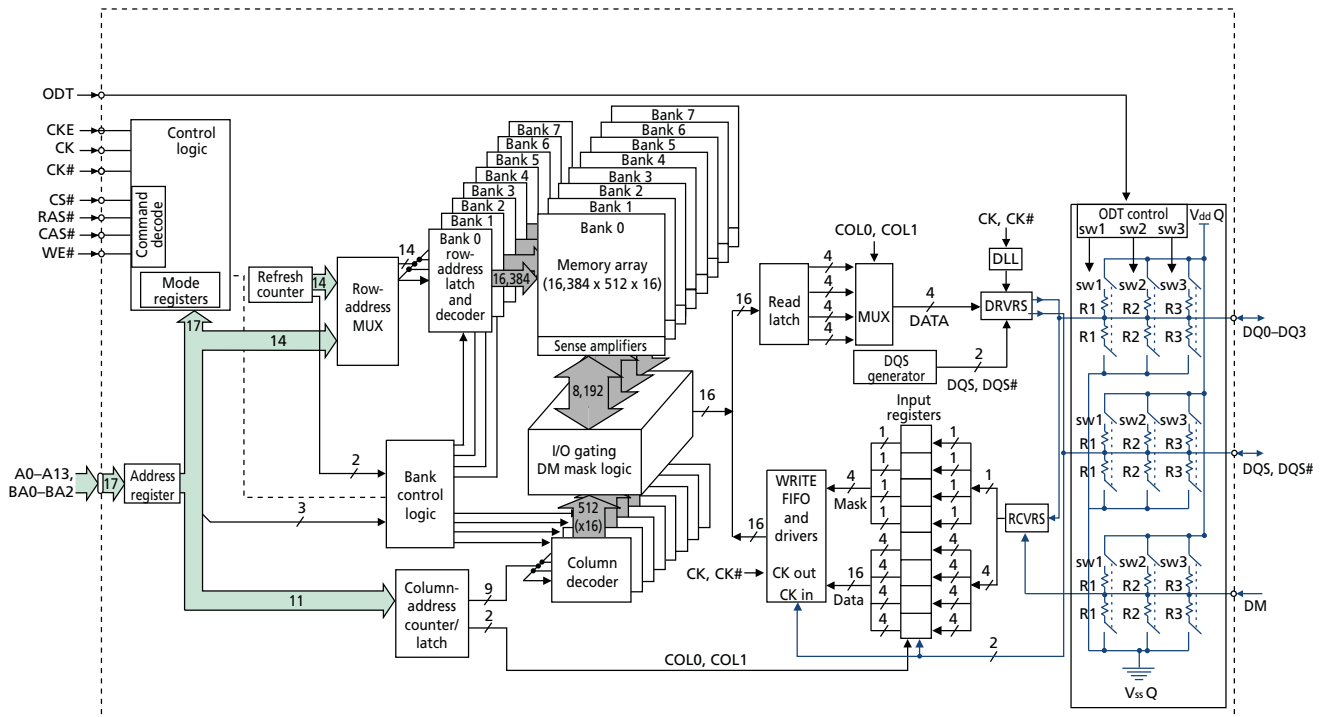 ODT
CKE
CK
CK#
CS#
RAS#
CAS#
WE#
Control
logic
Command
decode
Mode
registers
17
A0–A13,
BA0–BA2
17
Address
register
Refresh
counter
14
14
3
11
2
Row-
address
MUX
14
Bank 7
Bank 6
Bank 5
Bank 4
Bank 3
Bank 2
Bank 1
Bank 0
row-
address
latch
and
decoder
16,384
Bank 7
Bank 6
Bank 5
Bank 4
Bank 3
Bank 2
Bank 1
Bank 0
Memory array
(16,384 x 512 x 16)
Sense amplifiers
8,192
I/O gating
DM mask logic
512
(x16)
Column
decoder
Bank
control
logic
Column-
address
counter/
latch
9
2
COL0, COL1
16
16
16
Read
latch
4
4
4
4
COL0, COL1
MUX
4
DATA
CK, CK#
DLL
DRVRS
DQS
generator
2
DQS, DQS#
Input
registers
1
1
1
1
4
4
4
4
1
1
1
1
4
4
4
4
1
4
RCVRS
WRITE
FIFO
and
drivers
CK out
CK in
4
Mask
16
Data
CK, CK#
2
ODT control
sw1 sw2 sw3
VddQ
sw1 sw2 sw3
R1 R2 R3
R1 R2 R3
sw1 sw2 sw3
R1 R2 R3
R1 R2 R3
sw1 sw2 sw3
R1 R2 R3
R1 R2 R3
VssQ
DQ0–DQ3
DQS, DQS#
DM